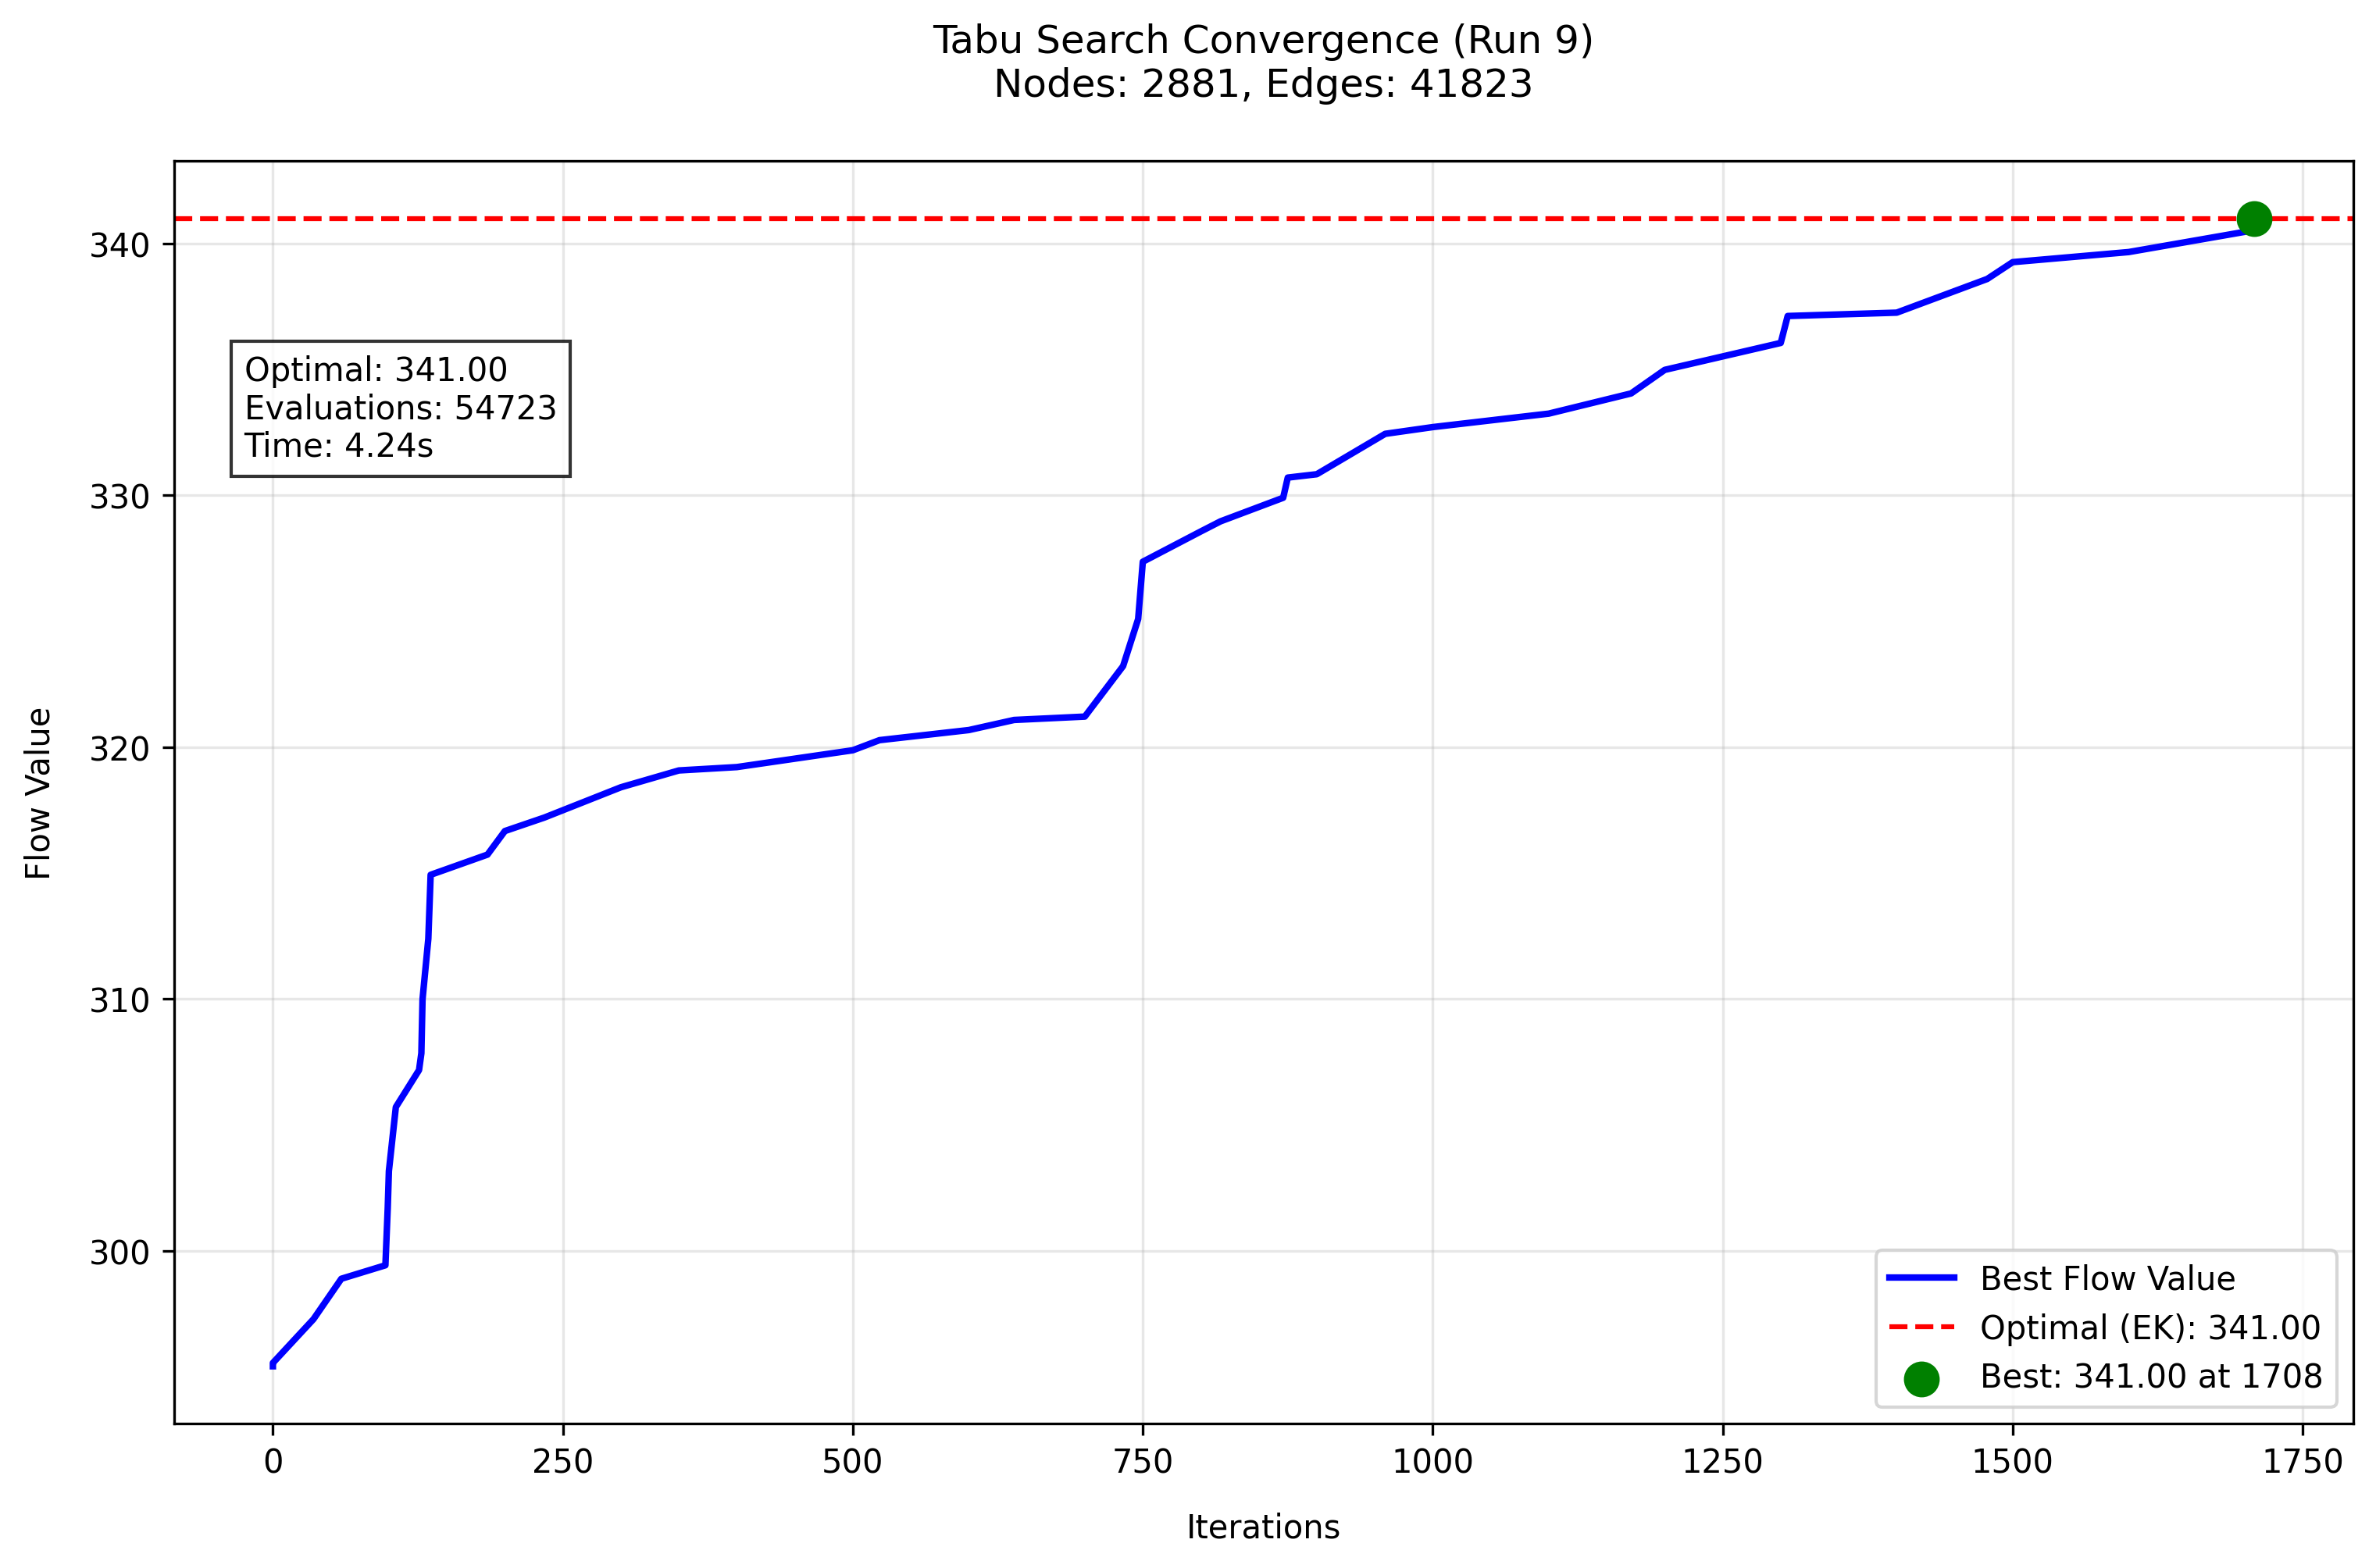 Tabu Search Convergence (Run 9)
Nodes: 2881, Edges: 41823
Flow Value
340
330
320
310
300
Optimal: 341.00
Evaluations: 54723
Time: 4.24s
Best Flow Value
Optimal (EK): 341.00
Best: 341.00 at 1708
0 250 500 750 1000 1250 1500 1750
Iterations